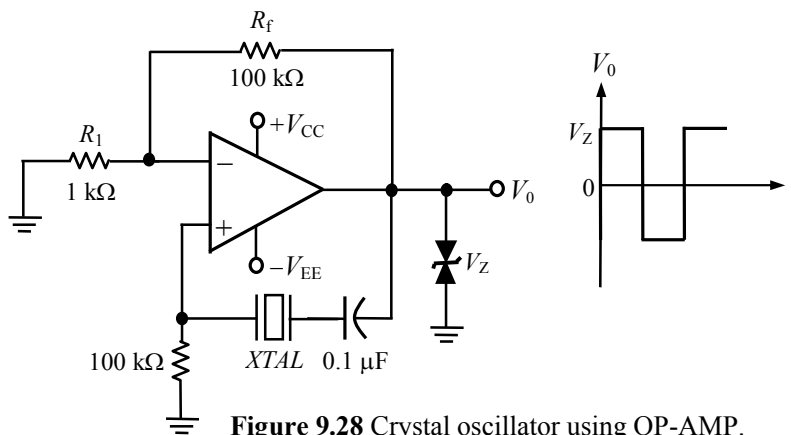 R_f
100 kΩ
V_0
R_1
+V_CC
V_Z
−
1 kΩ
0
V_0
+
−V_EE
V_Z
100 kΩ
XTAL 0.1 μF
Figure 9.28 Crystal oscillator using OP-AMP.